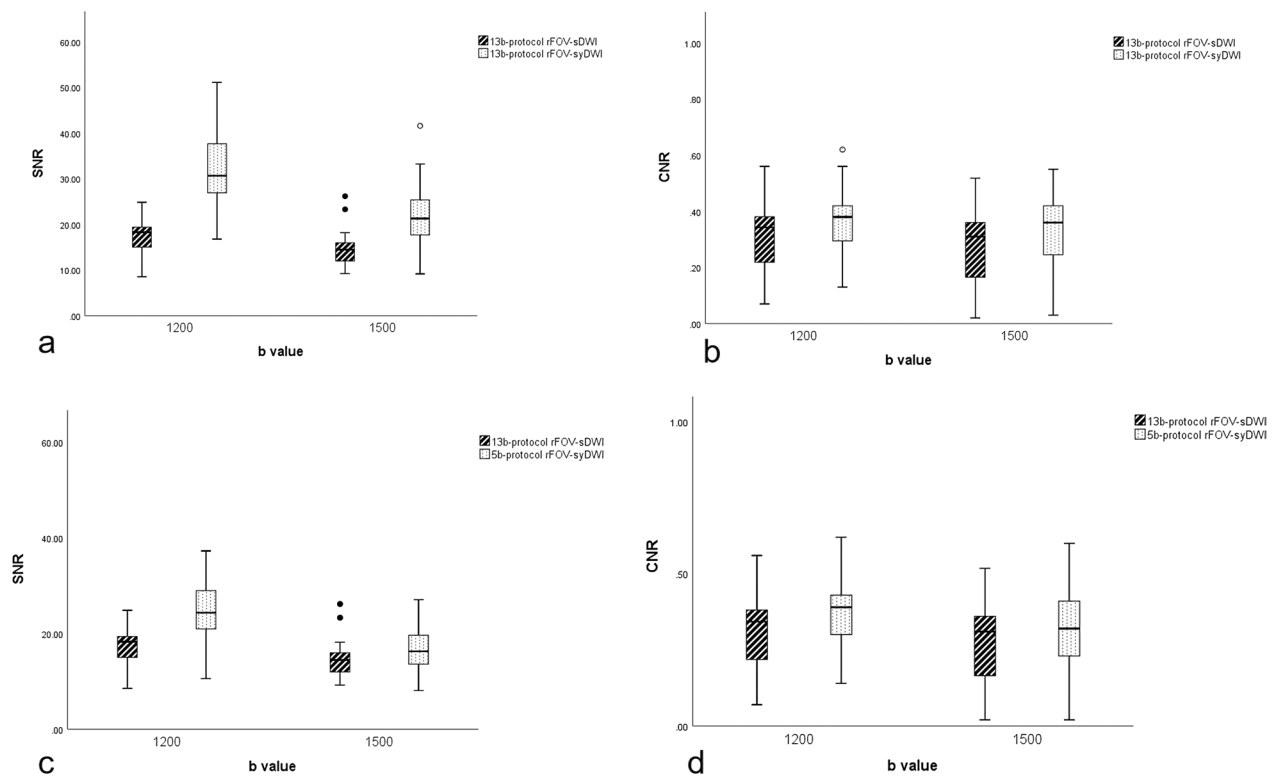 60.00
50.00
40.00
30.00
20.00
10.00
.00
SNR
1200
1500
b value
13b-protocol rFOV-sDWI
13b-protocol rFOV-syDWI
a
1.00
.80
.60
.40
.20
.00
CNR
1200
1500
b value
13b-protocol rFOV-sDWI
13b-protocol rFOV-syDWI
b
60.00
40.00
20.00
.00
SNR
1200
1500
b value
13b-protocol rFOV-sDWI
5b-protocol rFOV-syDWI
c
1.00
.50
.00
CNR
1200
1500
b value
13b-protocol rFOV-sDWI
5b-protocol rFOV-syDWI
d